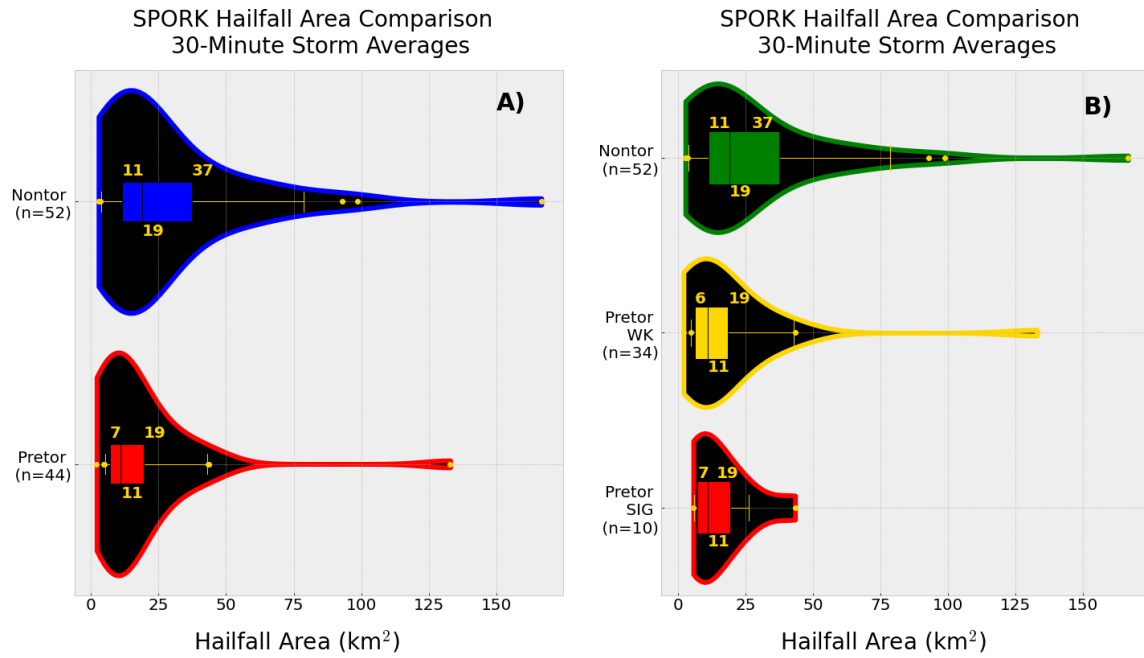 SPORK Hailfall Area Comparison
30-Minute Storm Averages
A)
11 37
19
Nontor
(n=52)
7 19
11
Pretor
(n=44)
0 25 50 75 100 125 150
Hailfall Area (km²)
SPORK Hailfall Area Comparison
30-Minute Storm Averages
B)
11 37
19
Nontor
(n=52)
6 19
11
Pretor
WK
(n=34)
7 19
11
Pretor
SIG
(n=10)
0 25 50 75 100 125 150
Hailfall Area (km²)